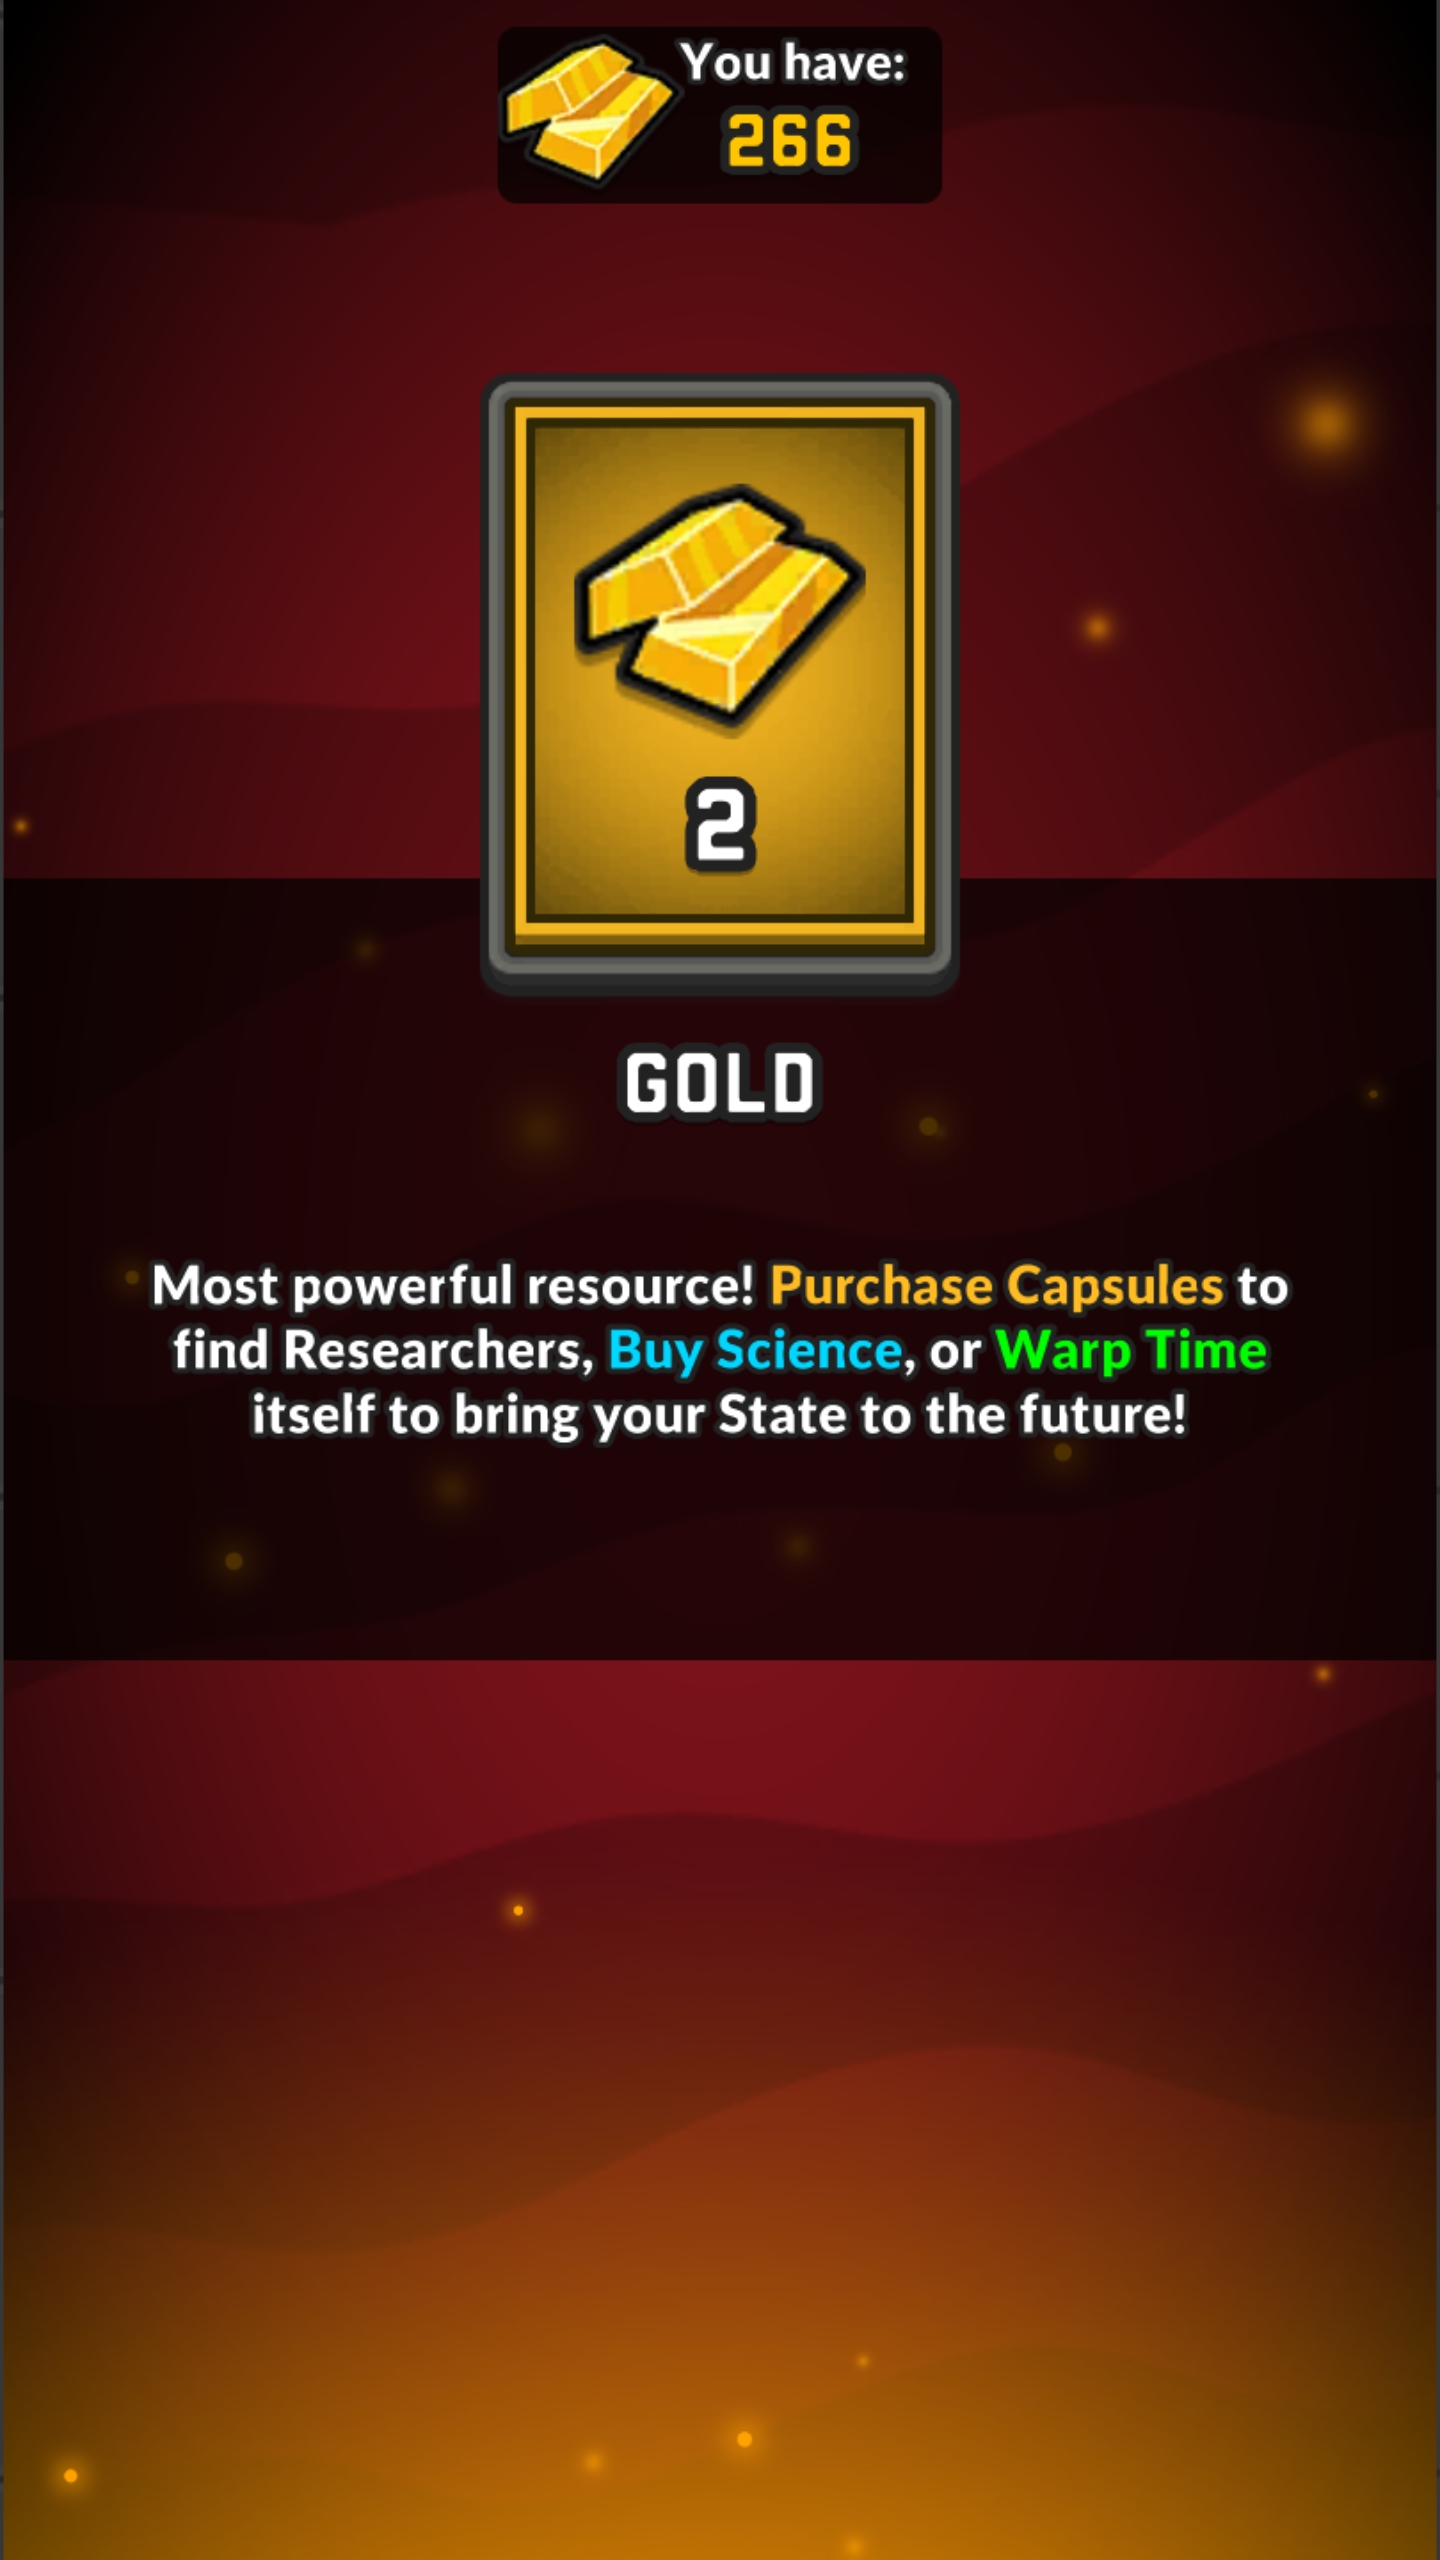 You have:
266
2
GOLD
Most powerful resource! Purchase Capsules to
find Researchers, Buy Science, or Warp Time
itself to bring your State to the future!